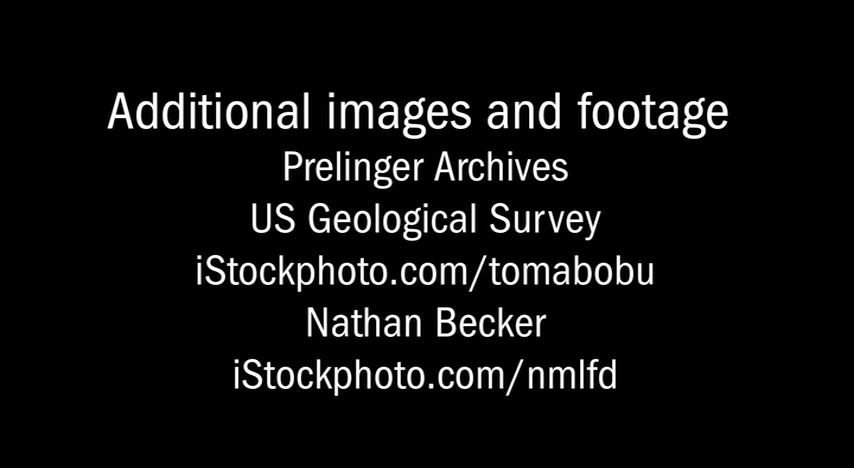 Additional images and footage
Prelinger Archives
US Geological Survey
iStockphoto.com/tomabobu
Nathan Becker
iStockphoto.com/nmlfd